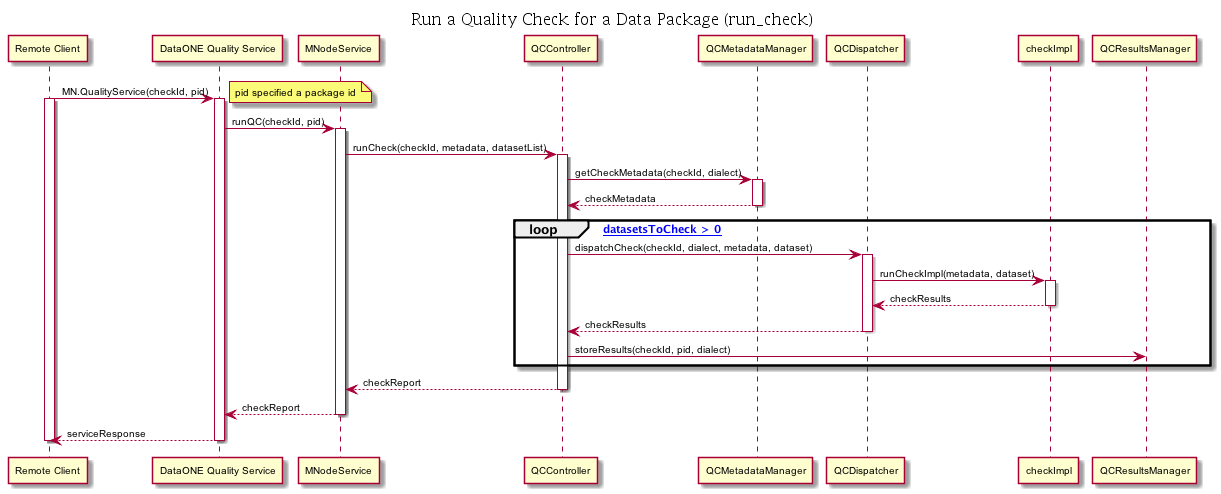 Run a Quality Check for a Data Package (run_check)
Remote Client
DataONE Quality Service
MNodeService
QCController
QCMetadataManager
QCDispatcher
checkImpl
QCResultsManager
MN.QualityService(checkId, pid)
pid specified a package id
runQC(checkId, pid)
runCheck(checkId, metadata, datasetList)
getCheckMetadata(checkId, dialect)
checkMetadata
loop
datasetsToCheck > 0
dispatchCheck(checkId, dialect, metadata, dataset)
runCheckImpl(metadata, dataset)
checkResults
checkResults
storeResults(checkId, pid, dialect)
checkReport
checkReport
serviceResponse
Remote Client
DataONE Quality Service
MNodeService
QCController
QCMetadataManager
QCDispatcher
checkImpl
QCResultsManager